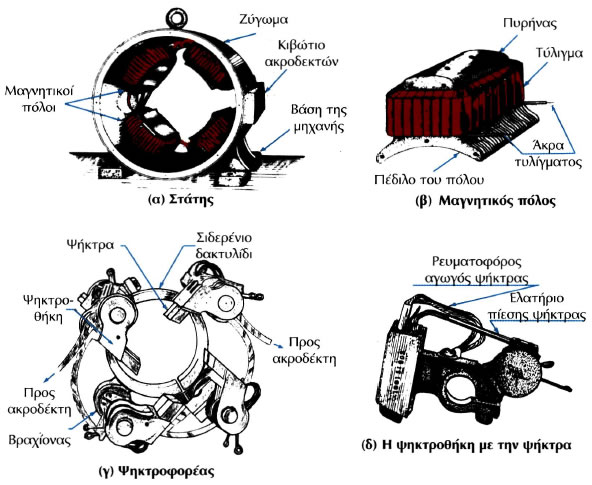 Ζύγωμα
Κιβώτιο
ακροδεκτών
Μαγνητικοί
πόλοι
Βάση της
μηχανής
(α) Στάτης
Πυρήνας
Τύλιγμα
Άκρα
τυλίγματος
Πέδιλο του πόλου
(β) Μαγνητικός πόλος
Ψήκτρα
Σιδερένιο
δακτυλίδι
Ψηκτρο-
θήκη
Προς
ακροδέκτη
Προς
ακροδέκτη
Βραχίονας
(γ) Ψηκτροφορέας
Ρευματοφόρος
αγωγός ψήκτρας
Ελατήριο
πίεσης ψήκτρας
(δ) Η ψηκτροθήκη με την ψήκτρα